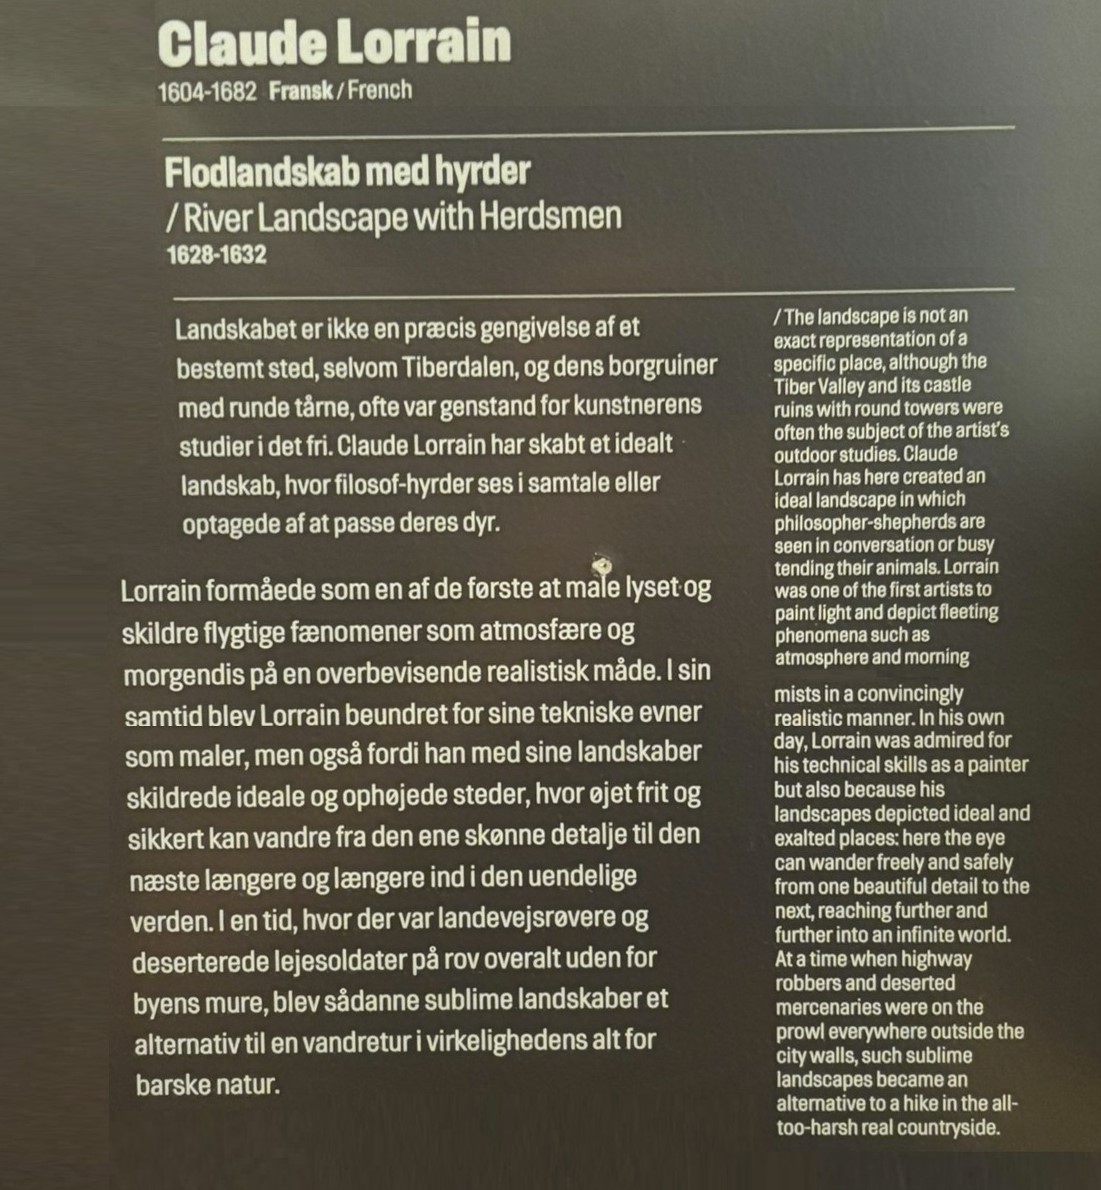 Claude Lorrain
1604-1682 Fransk / French
Flodlandskab med hyrder
/ River Landscape with Herdsmen
1628-1632
Landskabet er ikke en præcis gengivelse af et
bestemt sted, selvom Tiberdalen, og dens borgruiner
med runde tårne, ofte var genstand for kunstnerens
studier i det fri. Claude Lorrain har skabt et idealt
landskab, hvor filosof-hyrder ses i samtale eller
optagede af at passe deres dyr.
Lorrain formåede som en af de første at male lyset og
skildre flygtige fænomener som atmosfære og
morgendis på en overbevisende realistisk måde. I sin
samtid blev Lorrain beundret for sine tekniske evner
som maler, men også fordi han med sine landskaber
skildrede ideale og ophøjede steder, hvor øjet frit og
sikkert kan vandre fra den ene skønne detalje til den
næste længere og længere ind i den uendelige
verden. I en tid, hvor der var landevejsrøvere og
deserterede lejesoldater på rov overalt uden for
byens mure, blev sådanne sublime landskaber et
alternativ til en vandretur i virkelighedens alt for
barske natur.
/ The landscape is not an
exact representation of a
specific place, although the
Tiber Valley and its castle
ruins with round towers were
often the subject of the artist's
outdoor studies. Claude
Lorrain has here created an
ideal landscape in which
philosopher-shepherds are
seen in conversation or busy
tending their animals. Lorrain
was one of the first artists to
paint light and depict fleeting
phenomena such as
atmosphere and morning
mists in a convincingly
realistic manner. In his own
day, Lorrain was admired for
his technical skills as a painter
but also because his
landscapes depicted ideal and
exalted places: here the eye
can wander freely and safely
from one beautiful detail to the
next, reaching further and
further into an infinite world.
At a time when highway
robbers and deserted
mercenaries were on the
prowl everywhere outside the
city walls, such sublime
landscapes became an
alternative to a hike in the all-
too-harsh real countryside.